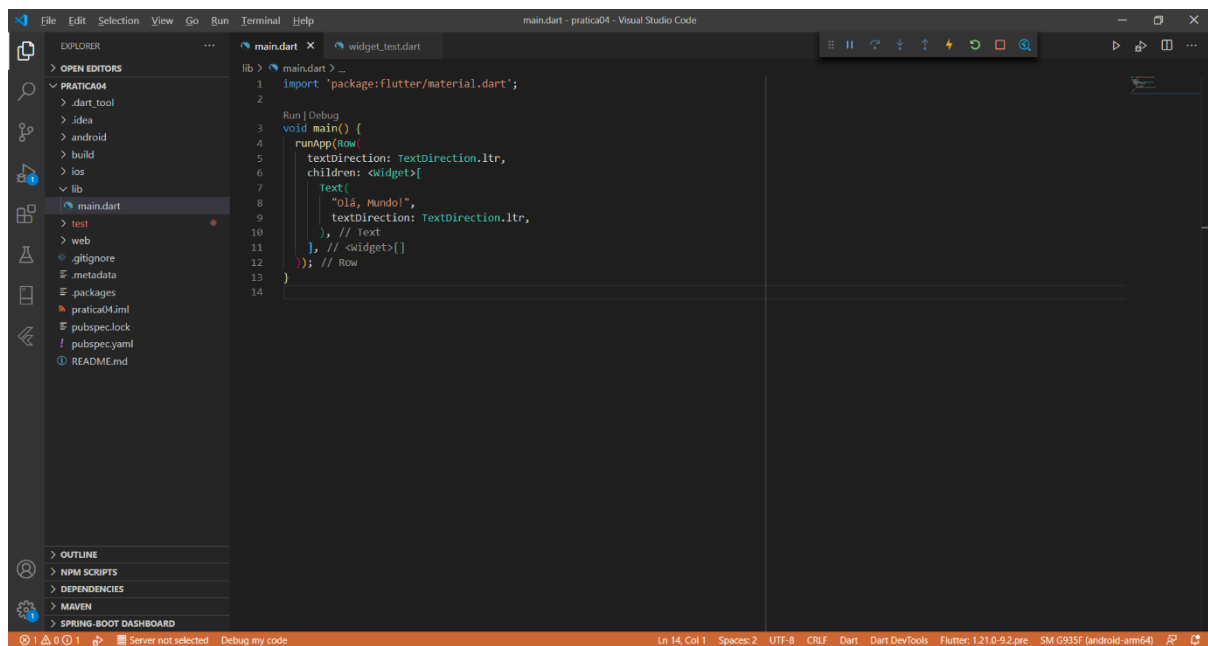 File Edit Selection View Go Run Terminal Help
main.dart - pratica04 - Visual Studio Code
EXPLORER
OPEN EDITORS
PRATICA04
.dart_tool
.idea
android
build
ios
lib
main.dart
test
web
.gitignore
.metadata
.packages
pratica04.iml
pubspec.lock
pubspec.yaml
README.md
OUTLINE
NPM SCRIPTS
DEPENDENCIES
MAVEN
SPRING-BOOT DASHBOARD
main.dart widget_test.dart
lib > main.dart > ...
1 import 'package:flutter/material.dart';
2
Run | Debug
3 void main() {
4 runApp(Row(
5 textDirection: TextDirection.ltr,
6 children: <Widget>[
7 Text(
8 "Olá, Mundo!",
9 textDirection: TextDirection.ltr,
10 ), // Text
11 ], // <Widget>[]
12 )); // Row
13 }
14
1 0 1 Server not selected Debug my code Ln 14, Col 1 Spaces: 2 UTF-8 CRLF Dart Dart DevTools Flutter: 1.21.0-9.2.pre SM G935F (android-arm64)